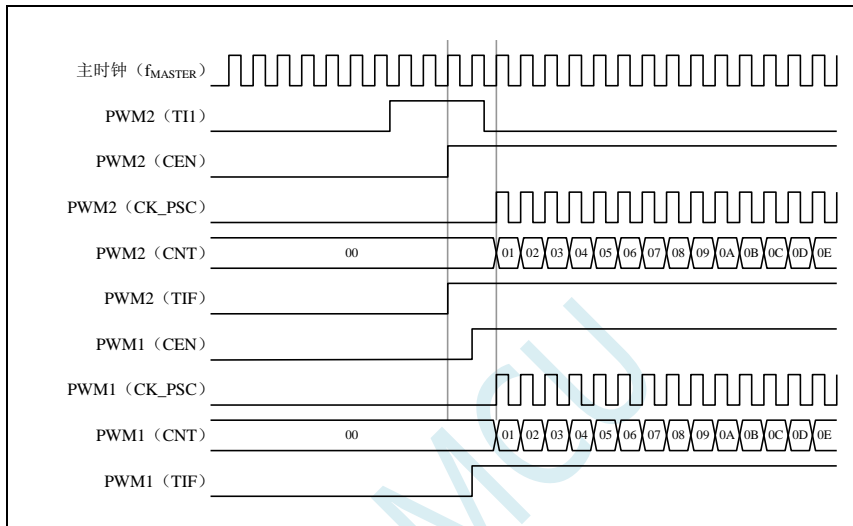 主时钟（fMASTER）
PWM2（TI1）
PWM2（CEN）
PWM2（CK_PSC）
PWM2（CNT） 00 01 02 03 04 05 06 07 08 09 0A 0B 0C 0D 0E
PWM2（TIF）
PWM1（CEN）
PWM1（CK_PSC）
PWM1（CNT） 00 01 02 03 04 05 06 07 08 09 0A 0B 0C 0D 0E
PWM1（TIF）
MCU